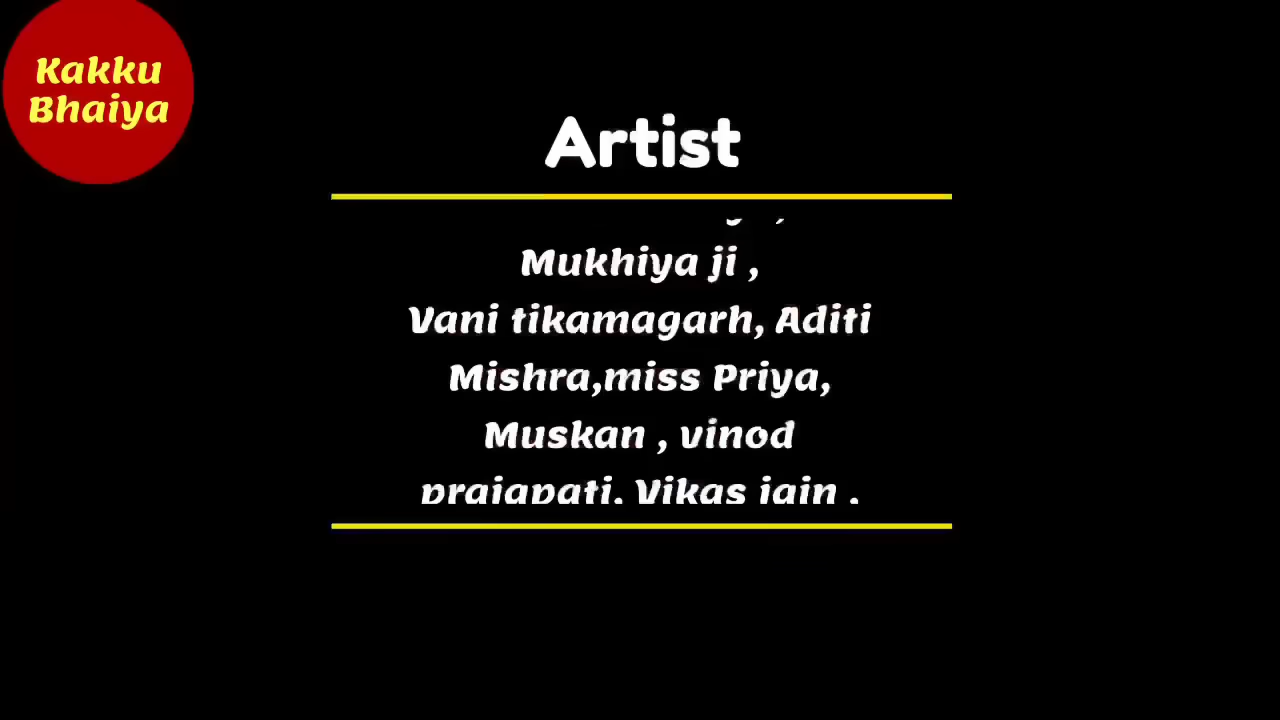 Kakku
Bhaiya
Artist
Mukhiya ji ,
Vani tikamagarh, Aditi
Mishra,miss Priya,
Muskan , vinod
prajapati, Vikas jain ,